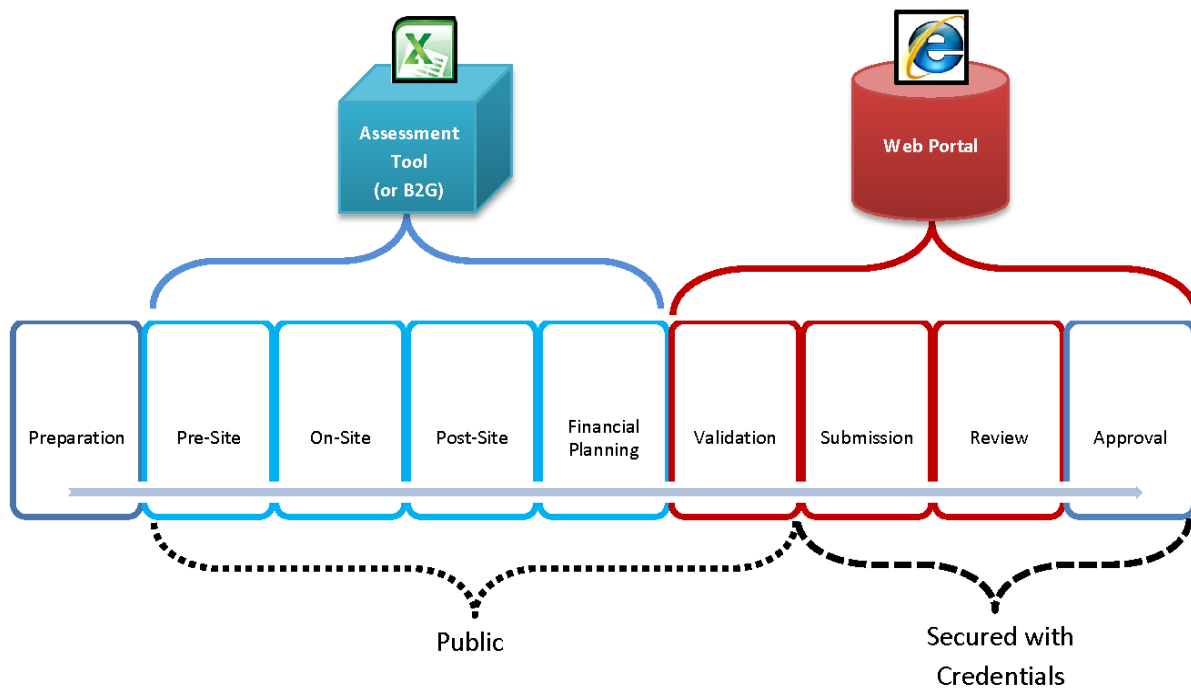 Assessment
Tool
(or B2G)
Web Portal
Preparation
Pre-Site
On-Site
Post-Site
Financial
Planning
Validation
Submission
Review
Approval
Public
Secured with
Credentials